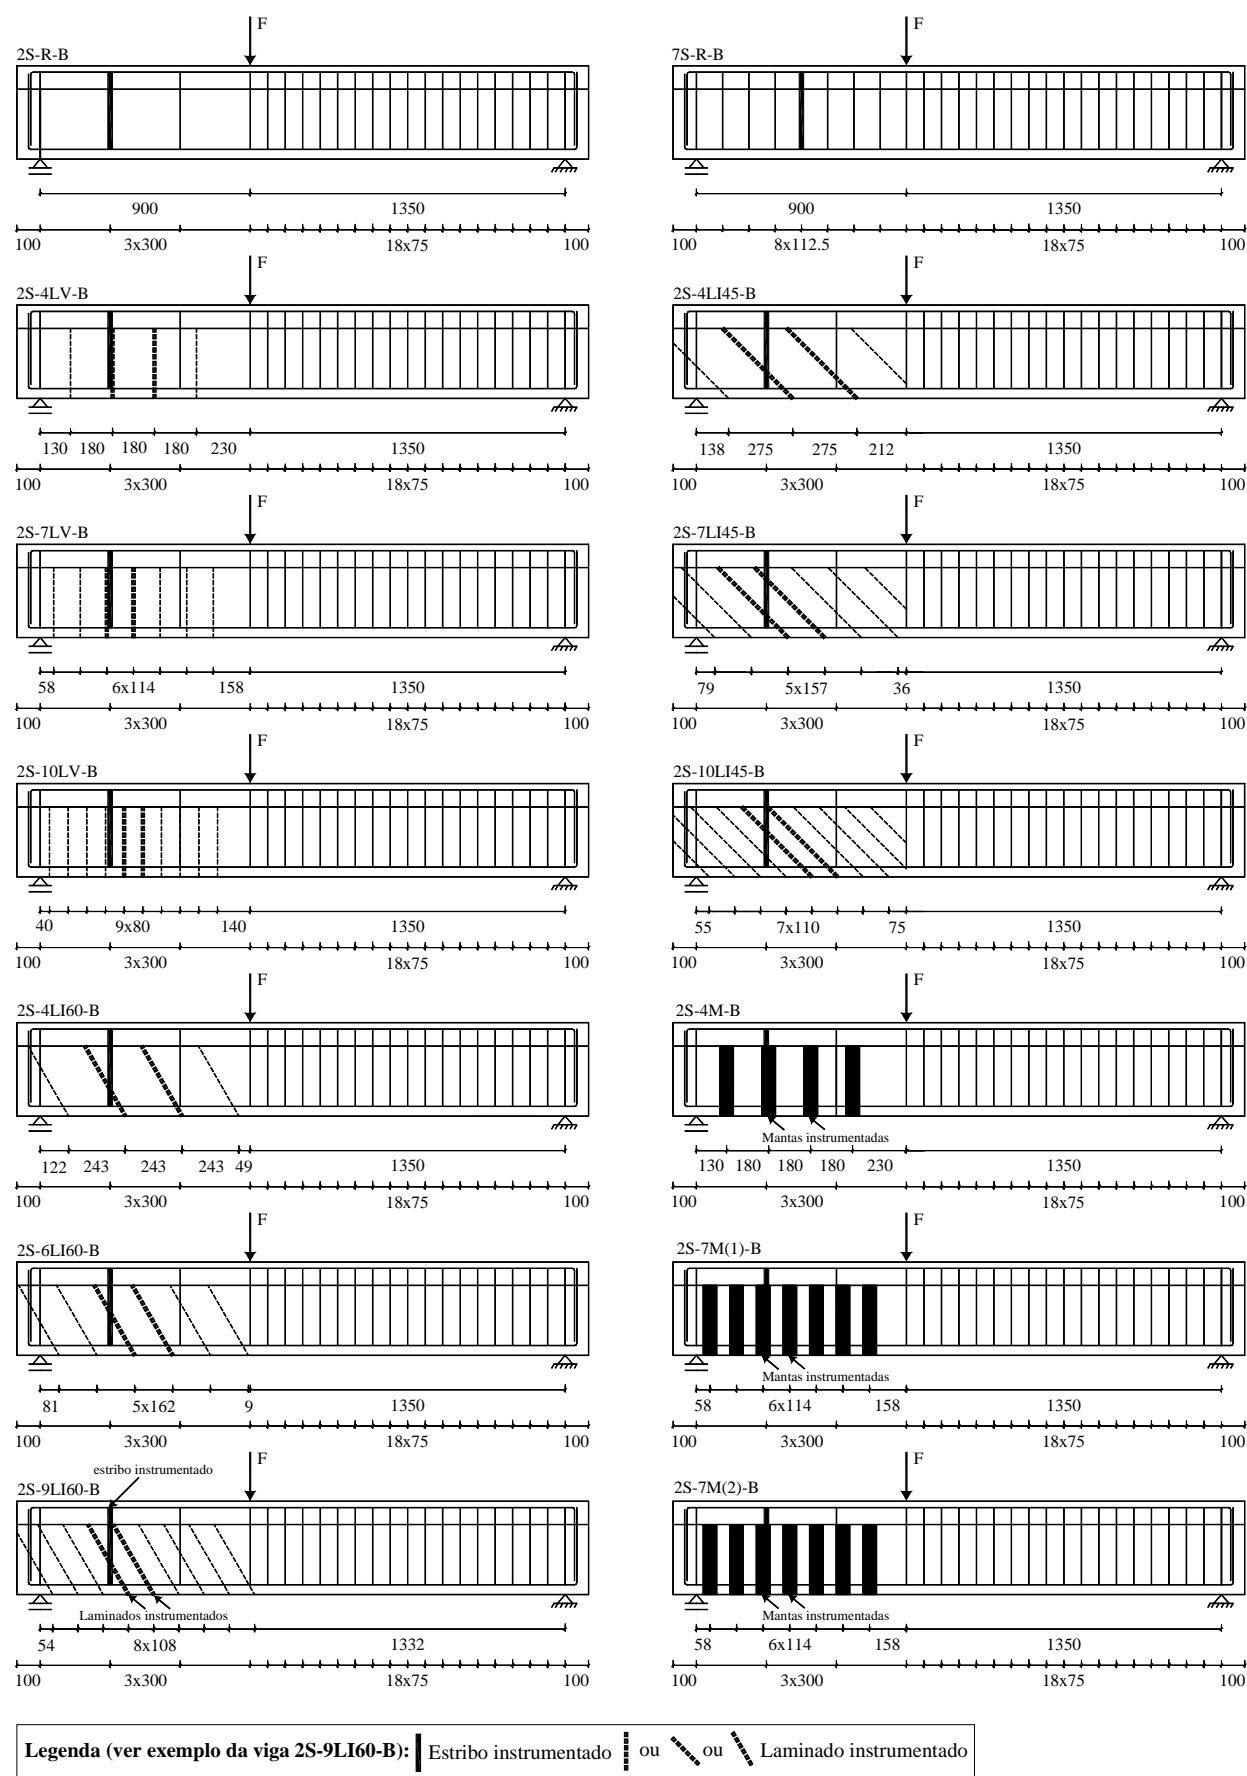 F
2S-R-B
900
1350
100
3x300
18x75
100
F
7S-R-B
900
1350
100
8x112.5
18x75
100
F
2S-4LV-B
130 180 180 180 230
1350
100
3x300
18x75
100
F
2S-4LI45-B
138 275 275 212
1350
100
3x300
18x75
100
F
2S-7LV-B
58 6x114 158
1350
100
3x300
18x75
100
F
2S-7LI45-B
79 5x157 36
1350
100
3x300
18x75
100
F
2S-10LV-B
40 9x80 140
1350
100
3x300
18x75
100
F
2S-10LI45-B
55 7x110 75
1350
100
3x300
18x75
100
F
2S-4LI60-B
122 243 243 243 49
1350
100
3x300
18x75
100
F
2S-4M-B
Mantas instrumentadas
130 180 180 180 230
1350
100
3x300
18x75
100
F
2S-6LI60-B
81 5x162 9
1350
100
3x300
18x75
100
F
2S-7M(1)-B
Mantas instrumentadas
58 6x114 158
1350
100
3x300
18x75
100
F
estribo instrumentado
2S-9LI60-B
Laminados instrumentados
54 8x108
1332
100
3x300
18x75
100
F
2S-7M(2)-B
Mantas instrumentadas
58 6x114 158
1350
100
3x300
18x75
100
Legenda (ver exemplo da viga 2S-9LI60-B): Estribo instrumentado ou ou Laminado instrumentado